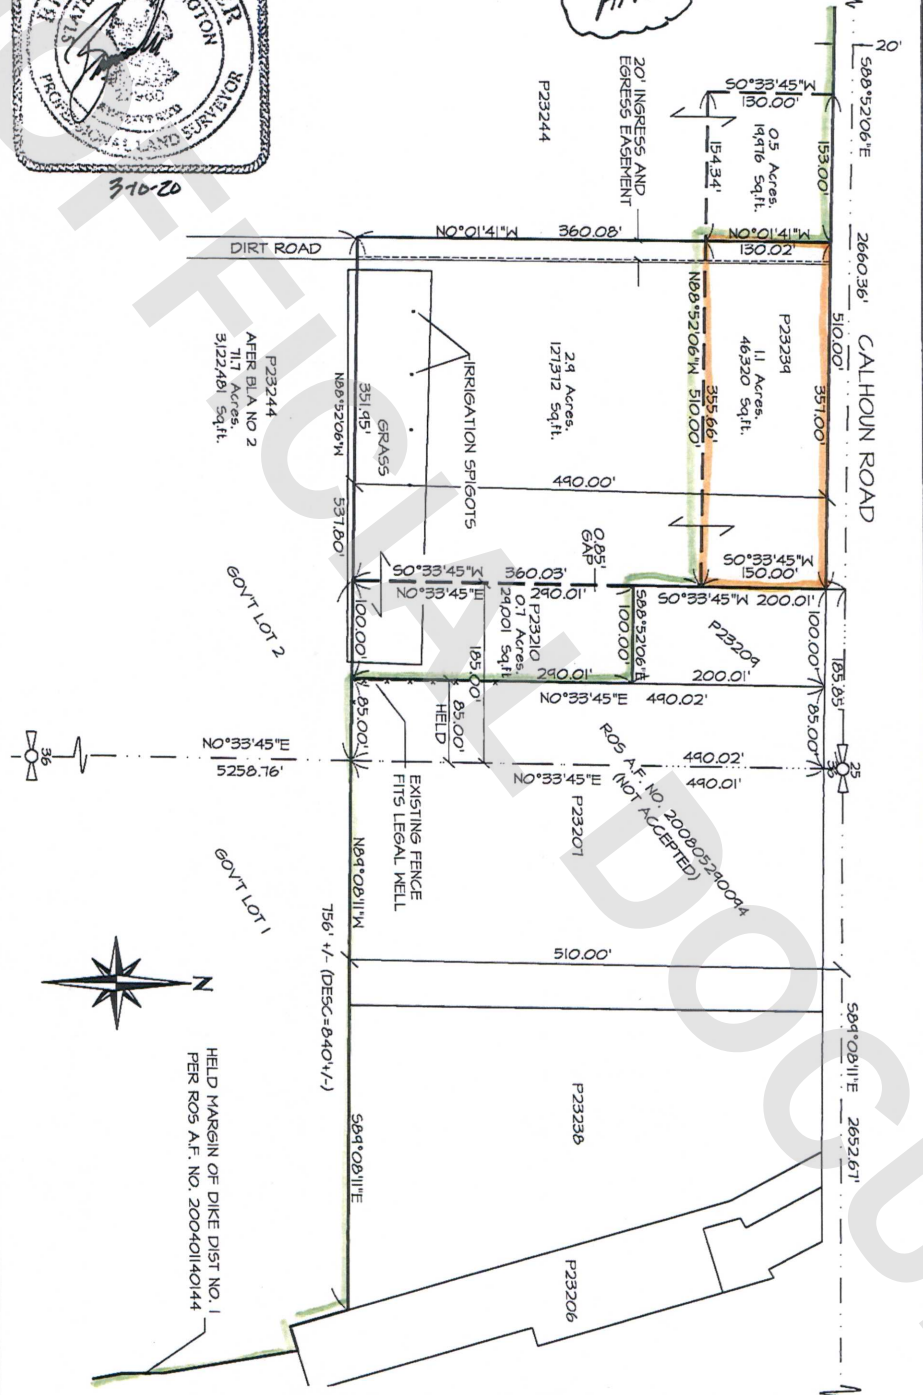 STATE
PROFESSIONAL LAND SURVEYOR
3-10-20
20'
S88°52'06"E
2660.36'
CALHOUN ROAD
S89°08'11"E 2652.67'
S0°33'45"W
130.00'
153.00'
0.5 Acres.
19,976 Sq.ft.
154.34'
20' INGRESS AND
EGRESS EASEMENT
P23244
N0°01'41"W 360.08'
N0°01'41"W
130.02'
DIRT ROAD
510.00'
357.00'
P23239
1.1 Acres.
46,320 Sq.ft.
355.66'
N88°52'06"W 510.00'
2.9 Acres.
127,372 Sq.ft.
IRRIGATION SPIGOTS
GRASS
351.95'
N88°52'06"W 537.80'
P23244
AFER BLA NO 2
71.7 Acres.
3,122,481 Sq.ft.
490.00'
0.85'
GAP
S0°33'45"W
150.00'
S0°33'45"W 360.03'
N0°33'45"E 290.01'
S0°33'45"W 200.01'
P23210
0.7 Acres.
29,001 Sq.ft.
S88°52'06"E
100.00'
P23209
100.00'
185.85'
100.00'
185.00'
290.01'
200.01'
N0°33'45"E 490.02'
85.00'
HELD
85.00'
85.00'
GOV'T LOT 2
36
N0°33'45"E
5258.76'
490.02'
N0°33'45"E 490.01'
25
36
ROS A.F. NO. 200805290094
(NOT ACCEPTED)
P23207
EXISTING FENCE
FITS LEGAL WELL
N89°08'11"W
GOV'T LOT 1
756' +/- (DESC=840'+/-)
510.00'
N
S89°08'11"E
P23238
P23206
HELD MARGIN OF DIKE DIST NO. 1
PER ROS A.F. NO. 200401140144
UNOFFICIAL DOCU